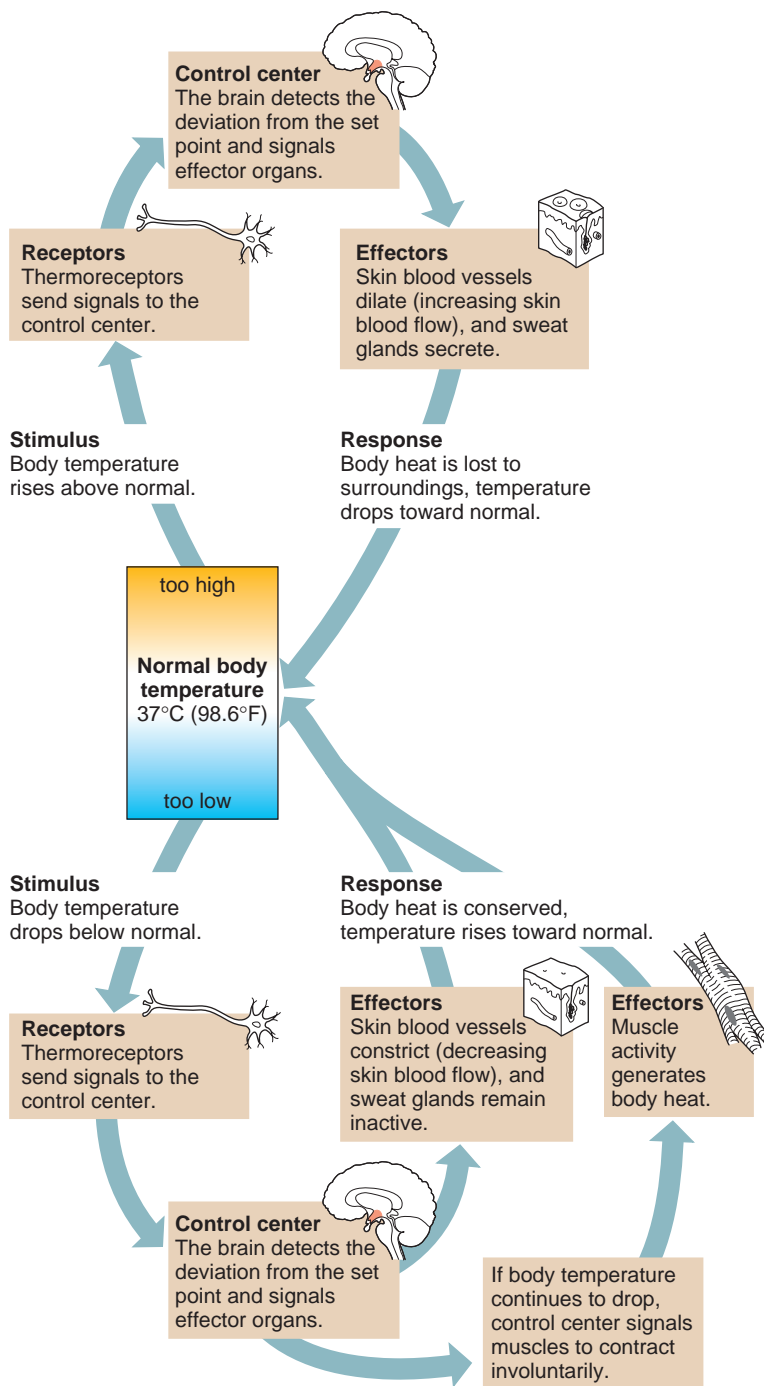 Control center
The brain detects the
deviation from the set
point and signals
effector organs.
Receptors
Thermoreceptors
send signals to the
control center.
Effectors
Skin blood vessels
dilate (increasing skin
blood flow), and sweat
glands secrete.
Stimulus
Body temperature
rises above normal.
Response
Body heat is lost to
surroundings, temperature
drops toward normal.
too high
Normal body
temperature
37°C (98.6°F)
too low
Stimulus
Body temperature
drops below normal.
Response
Body heat is conserved,
temperature rises toward normal.
Receptors
Thermoreceptors
send signals to the
control center.
Effectors
Skin blood vessels
constrict (decreasing
skin blood flow), and
sweat glands remain
inactive.
Effectors
Muscle
activity
generates
body heat.
Control center
The brain detects the
deviation from the set
point and signals
effector organs.
If body temperature
continues to drop,
control center signals
muscles to contract
involuntarily.